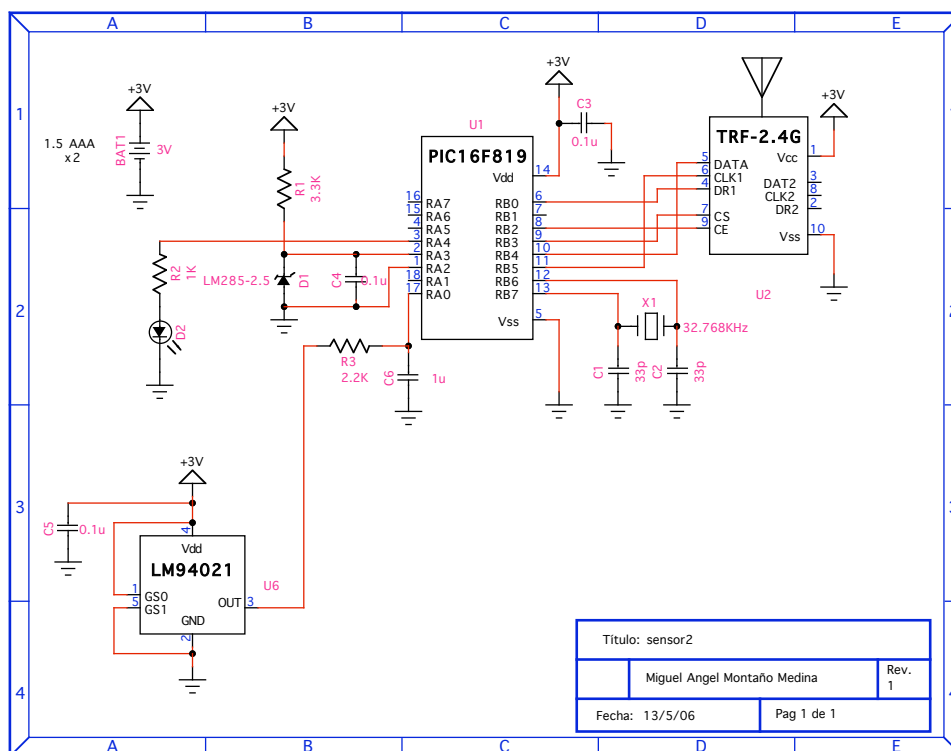 A B C D E
1
2
3
4
1
2
3
4
+3V
1.5 AAA
x2
BAT1
3V
+3V
R1
3.3K
R2
1K
D2
LM285-2.5
D1
C4
0.1u
R3
2.2K
C6
1u
U1
PIC16F819
Vdd
14
16 RA7
15 RA6
4 RA5
3 RA4
2 RA3
1 RA2
18 RA1
17 RA0
RB0 6
RB1 7
RB2 8
RB3 9
RB4 10
RB5 11
RB6 12
RB7 13
Vss
5
+3V
C3
0.1u
TRF-2.4G
+3V
Vcc 1
5 DATA
6 CLK1
4 DR1
DAT2 3
CLK2 8
DR2 2
7 CS
9 CE
Vss 10
U2
X1
32.768KHz
C1
33p
C2
33p
+3V
C5
0.1u
4
Vdd
LM94021
U6
1 GS0
5 GS1
OUT 3
GND
2
Título: sensor2
Miguel Angel Montaño Medina
Rev.
1
Fecha: 13/5/06
Pag 1 de 1
A B C D E